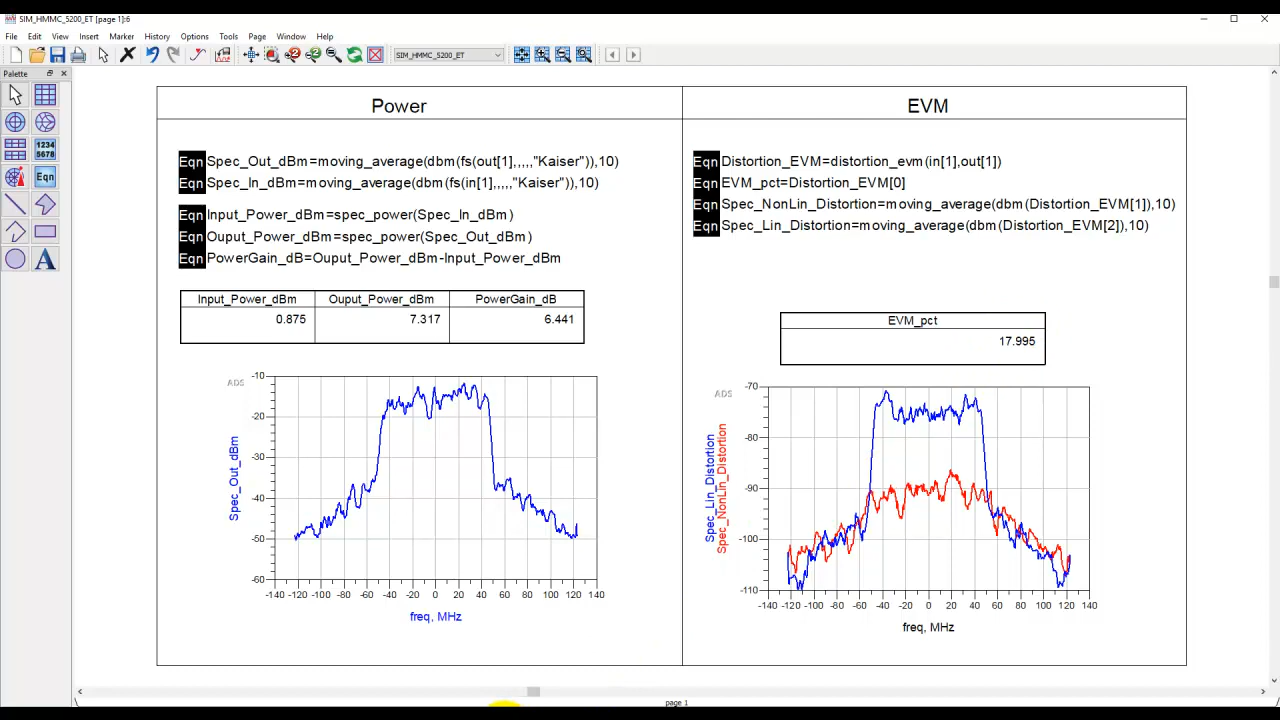 SIM_HMMC_5200_ET [page 1]:6
File Edit View Insert Marker History Options Tools Page Window Help
SIM_HMMC_5200_ET
Palette
1234
5678
Eqn
A
Power
Eqn Spec_Out_dBm=moving_average(dbm(fs(out[1],,,,,"Kaiser")),10)
Eqn Spec_In_dBm=moving_average(dbm(fs(in[1],,,,,"Kaiser")),10)
Eqn Input_Power_dBm=spec_power(Spec_In_dBm)
Eqn Ouput_Power_dBm=spec_power(Spec_Out_dBm)
Eqn PowerGain_dB=Ouput_Power_dBm-Input_Power_dBm
Input_Power_dBm Ouput_Power_dBm PowerGain_dB
0.875 7.317 6.441
ADS
-10
-20
-30
-40
-50
-60
Spec_Out_dBm
-140 -120 -100 -80 -60 -40 -20 0 20 40 60 80 100 120 140
freq, MHz
EVM
Eqn Distortion_EVM=distortion_evm(in[1],out[1])
Eqn EVM_pct=Distortion_EVM[0]
Eqn Spec_NonLin_Distortion=moving_average(dbm(Distortion_EVM[1]),10)
Eqn Spec_Lin_Distortion=moving_average(dbm(Distortion_EVM[2]),10)
EVM_pct
17.995
ADS
-70
-80
-90
-100
-110
Spec_Lin_Distortion
Spec_NonLin_Distortion
-140 -120 -100 -80 -60 -40 -20 0 20 40 60 80 100 120 140
freq, MHz
page 1